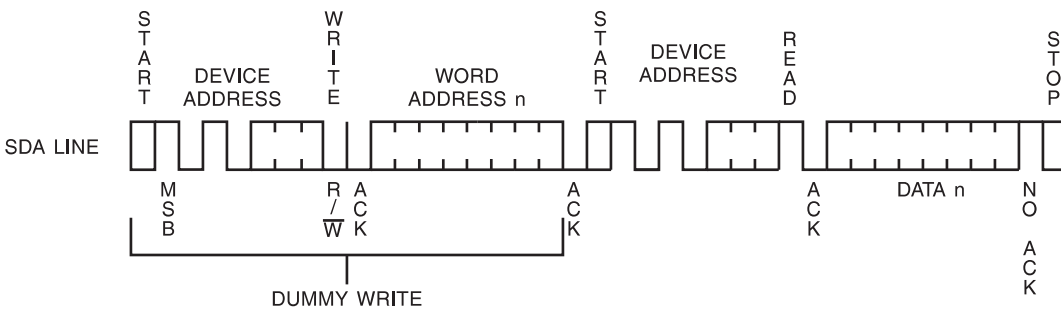 START
DEVICE
ADDRESS
WRITE
WORD
ADDRESS n
START
DEVICE
ADDRESS
READ
STOP
SDA LINE
MSB
R/W
ACK
ACK
ACK
DATA n
NO ACK
DUMMY WRITE